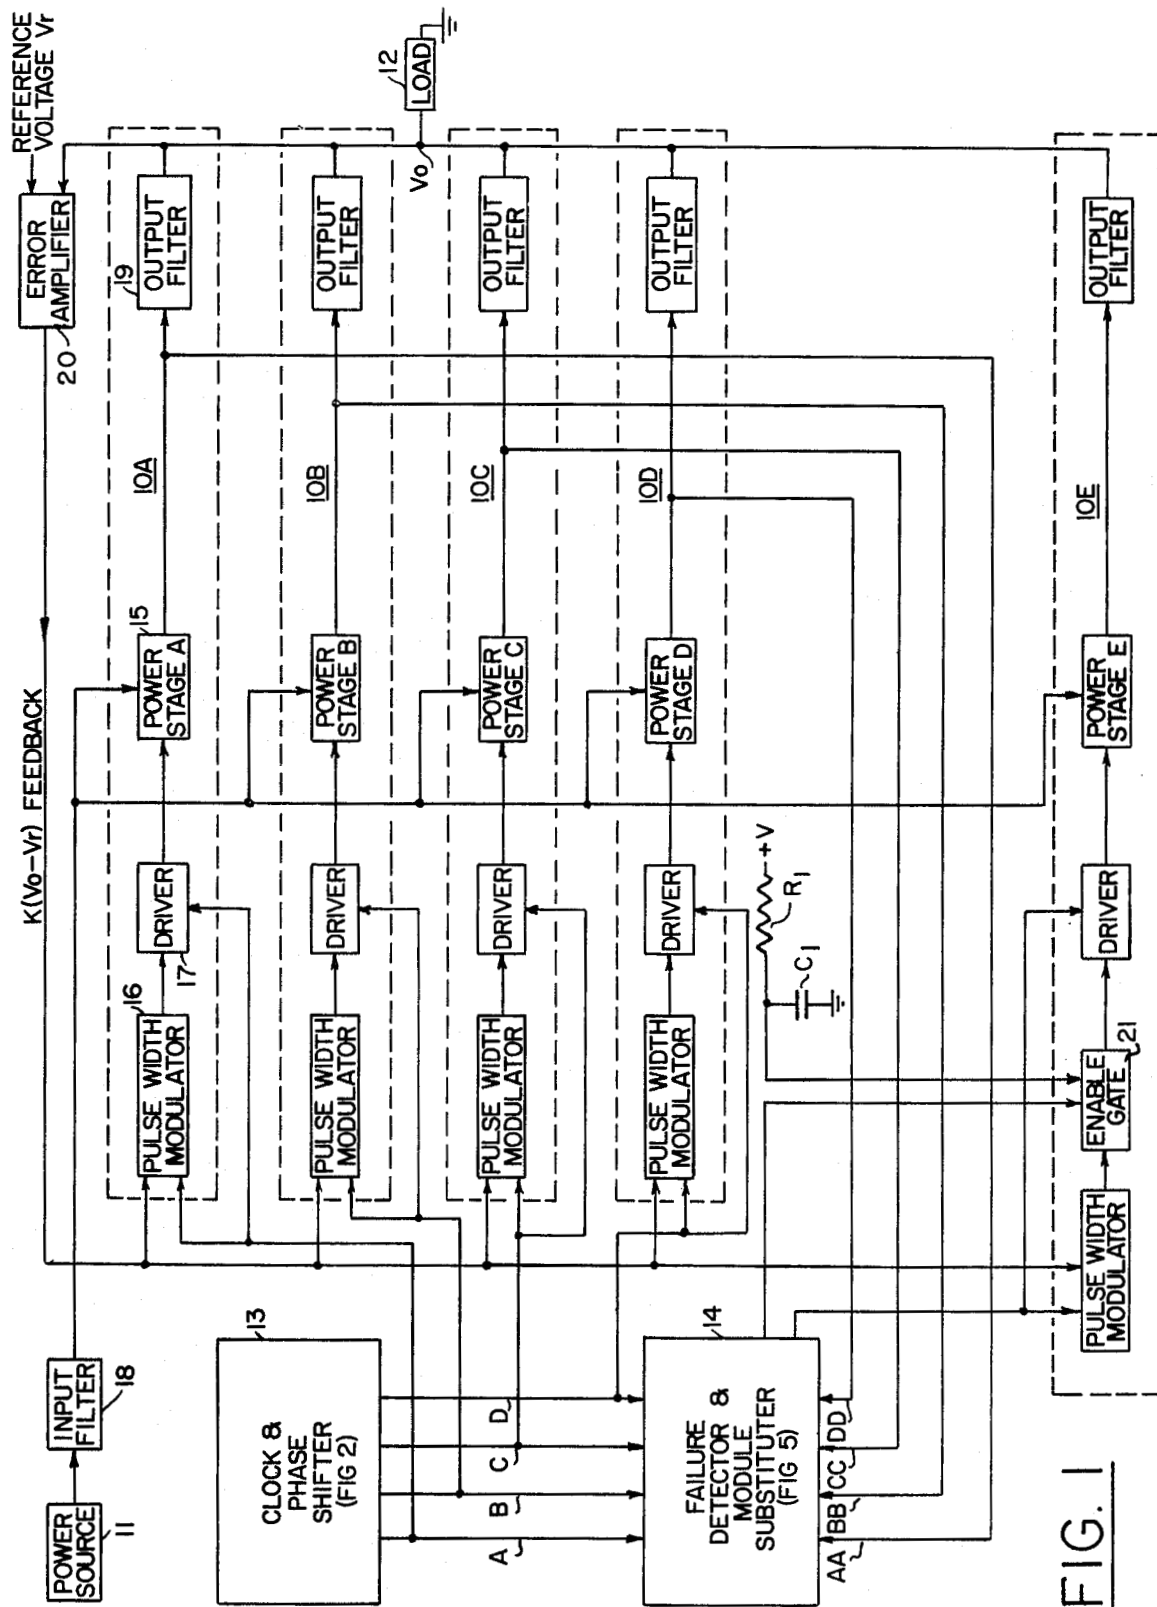 REFERENCE
VOLTAGE Vr
ERROR
AMPLIFIER
20
K(Vo-Vr) FEEDBACK
POWER
SOURCE
11
INPUT
FILTER
18
PULSE WIDTH
MODULATOR
16
DRIVER
17
POWER
STAGE A
15
10A
OUTPUT
FILTER
19
PULSE WIDTH
MODULATOR
DRIVER
POWER
STAGE B
10B
OUTPUT
FILTER
Vo
LOAD
12
PULSE WIDTH
MODULATOR
DRIVER
POWER
STAGE C
10C
OUTPUT
FILTER
PULSE WIDTH
MODULATOR
DRIVER
POWER
STAGE D
10D
OUTPUT
FILTER
CLOCK &
PHASE
SHIFTER
(FIG 2)
13
A
B
C
D
FAILURE
DETECTOR &
MODULE
SUBSTITUTER
(FIG 5)
14
AA
BB
CC
DD
C1
R1
+V
PULSE WIDTH
MODULATOR
ENABLE
GATE
21
DRIVER
POWER
STAGE E
10E
OUTPUT
FILTER
FIG. 1